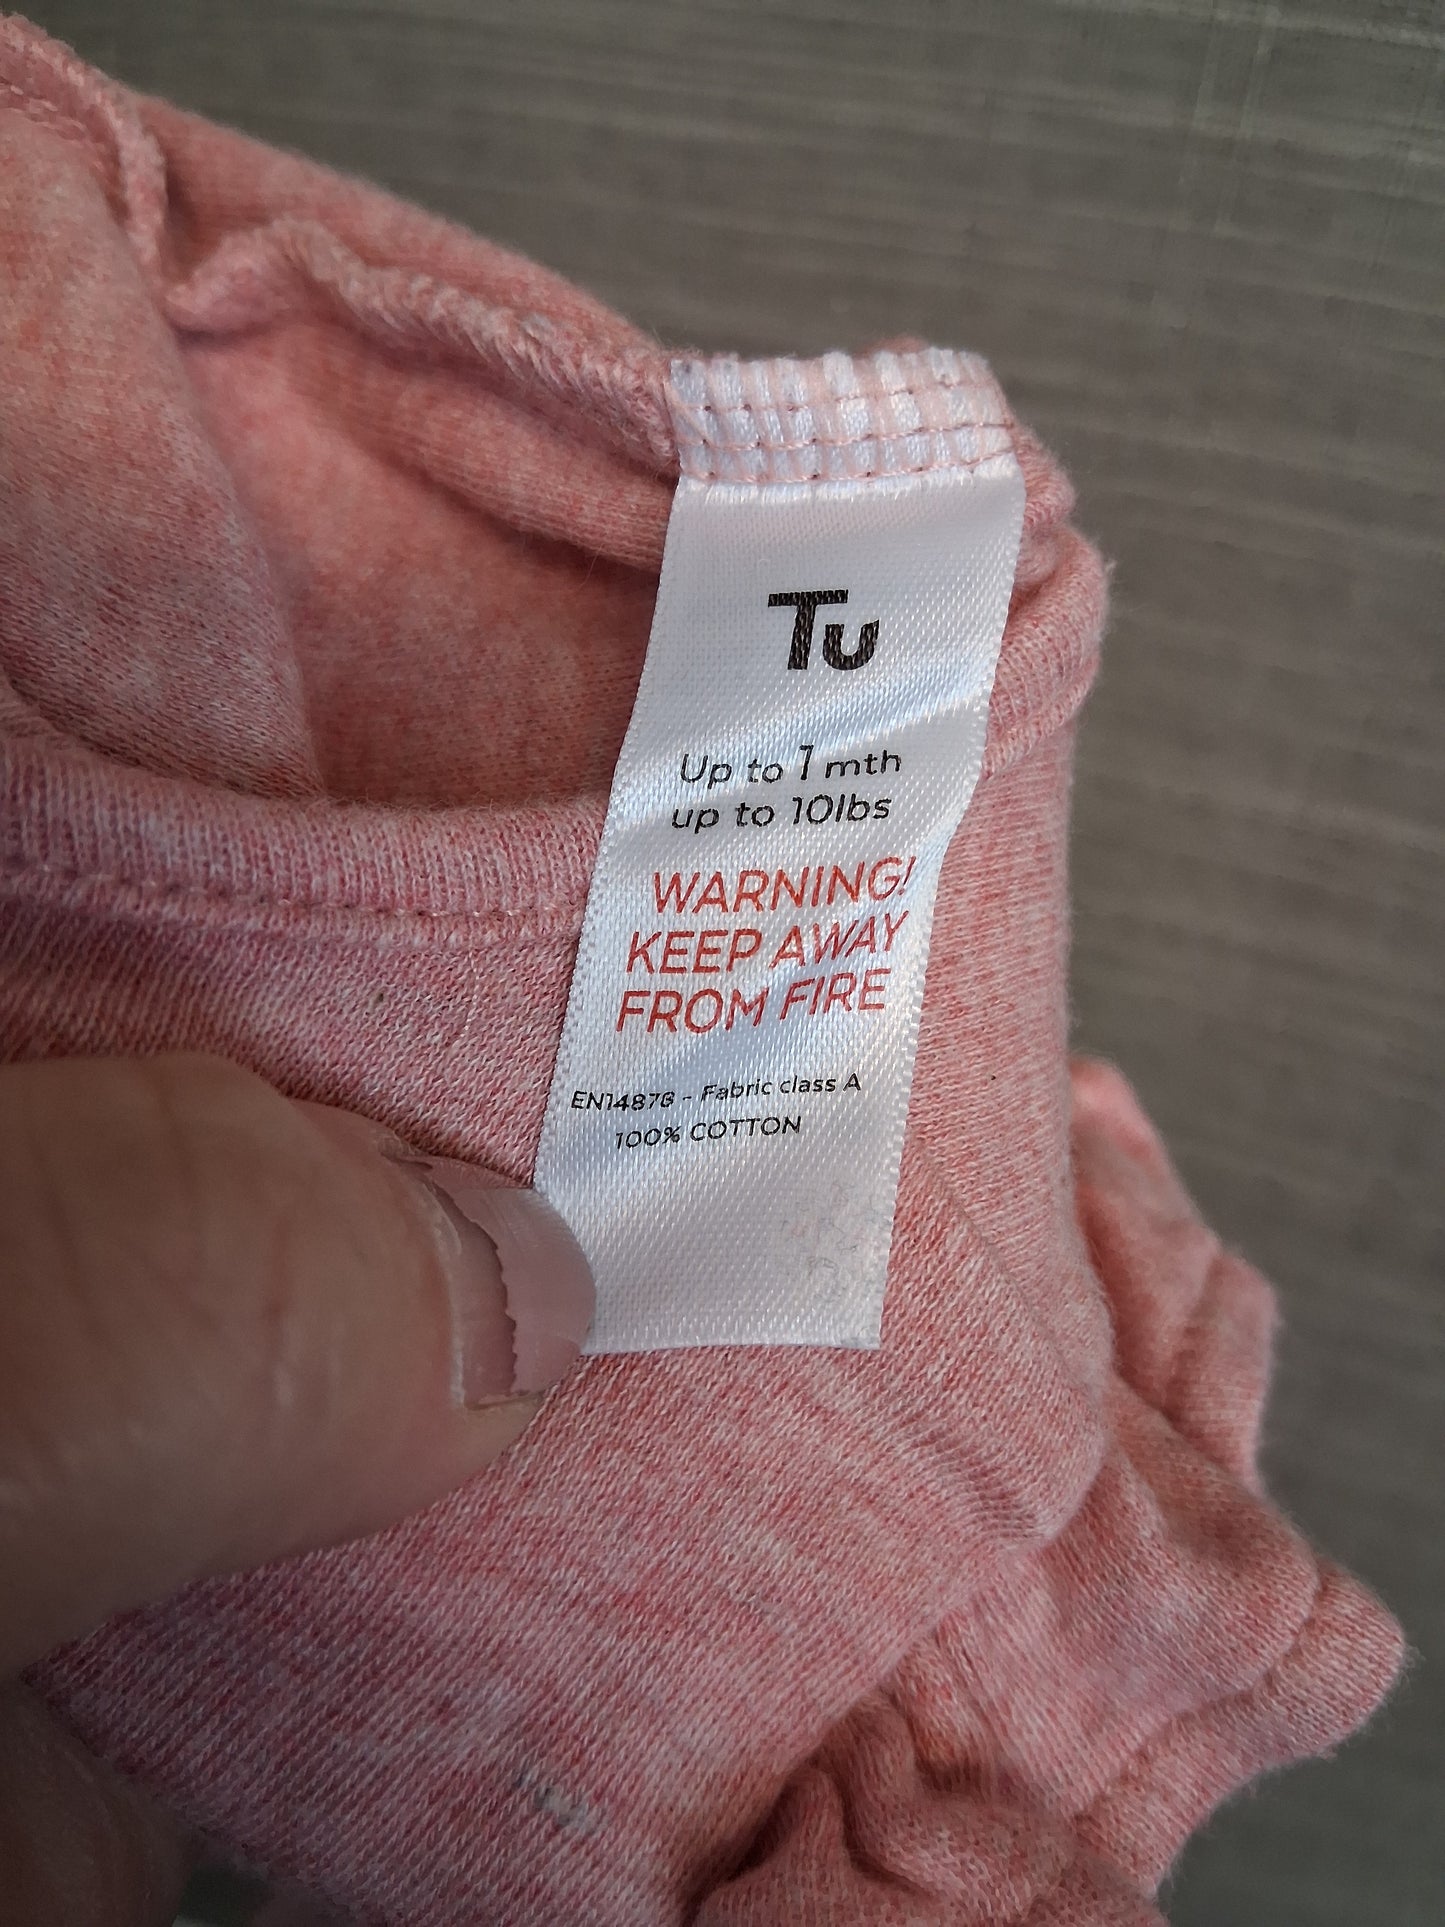 Tu
Up to 1 mth
up to 10lbs
WARNING!
KEEP AWAY
FROM FIRE
EN14878 - Fabric class A
100% COTTON